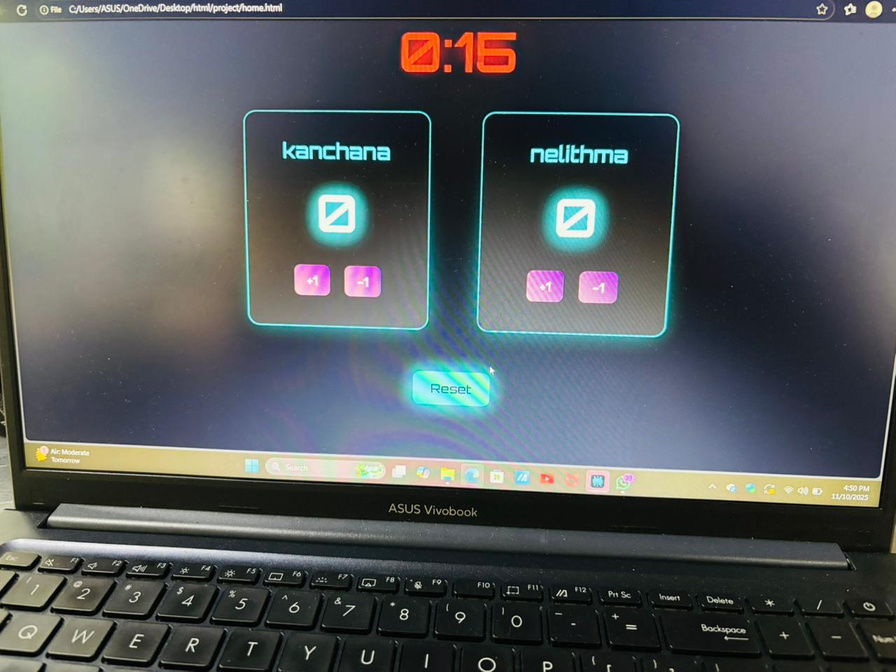 File C:/Users/ASUS/OneDrive/Desktop/html/project/home.html
0:15
kanchana
nelithma
0
0
+1 -1
+1 -1
Reset
Air: Moderate
Tomorrow
Search
4:50 PM
11/10/2025
ASUS Vivobook
F1 F2 F3 F4 F5 F6 F7 F8 F9 F10 F11 F12 Prt Sc Insert Delete * /
! 1 @ 2 # 3 $ 4 % 5 ^ 6 & 7 * 8 ( 9 ) 0 _ - + = Backspace + −
Q W E R T Y U I O P